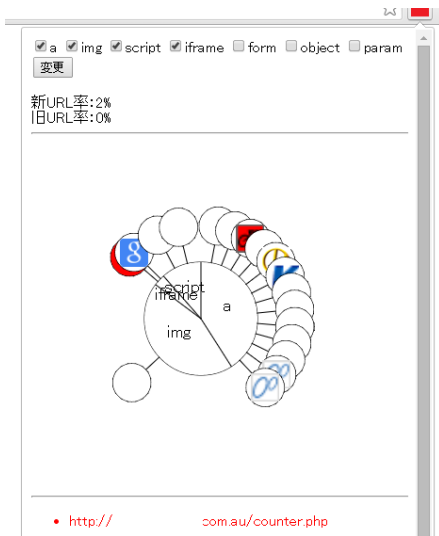 a img script iframe form object param
変更
新URL率:2%
旧URL率:0%
script
iframe
a
img
http:// com.au/counter.php